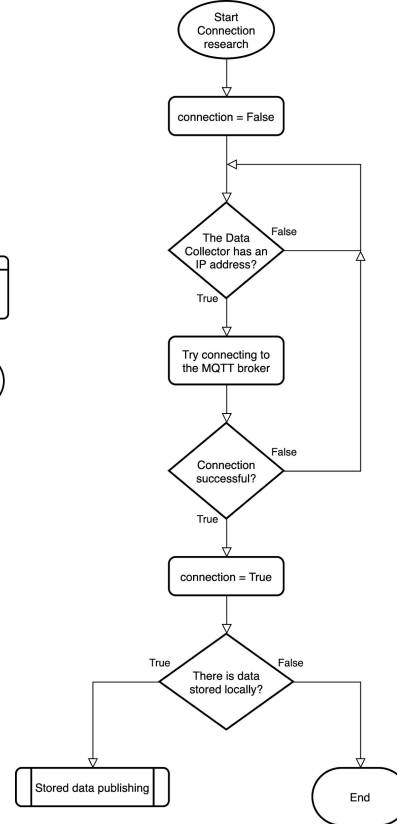 Start
Connection
research
connection = False
The Data
Collector has an
IP address?
False
True
Try connecting to
the MQTT broker
Connection
successful?
False
True
connection = True
There is data
stored locally?
True
False
Stored data publishing
End